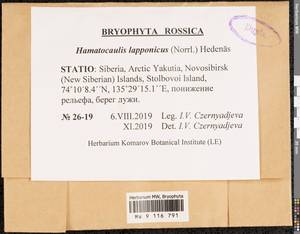 BRYOPHYTA ROSSICA
Hamatocaulis lapponicus (Norrl.) Hedenäs
STATIO: Siberia, Arctic Yakutia, Novosibirsk
(New Siberian) Islands, Stolbovoi Island,
74˚10´8.4´´N, 135˚29´15.1´´E, понижение
рельефа, берег лужи.
№ 26-19 6.VIII.2019 Leg. I.V. Czernyadjeva
XI.2019 Det. I.V. Czernyadjeva
Herbarium Komarov Botanical Institute (LE)
Herbarium MW, Bryophyta
MW 9 116 791